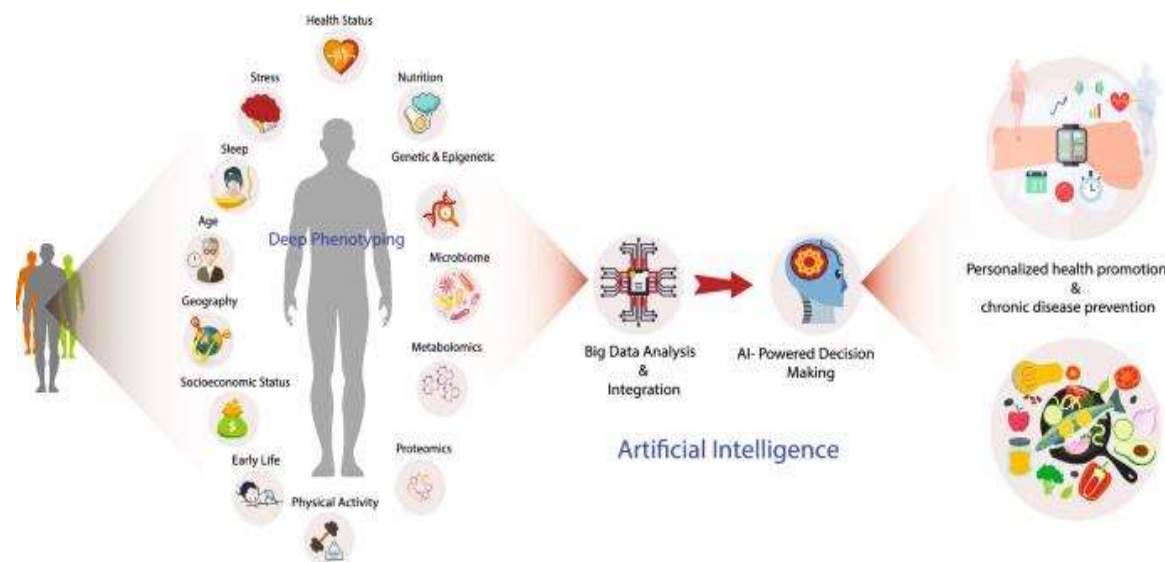 Health Status
Stress
Nutrition
Sleep
Genetic & Epigenetic
Age
Deep Phenotyping
Microbiome
Geography
Metabolomics
Socioeconomic Status
Proteomics
Early Life
Physical Activity
Big Data Analysis
&
Integration
AI- Powered Decision
Making
Artificial Intelligence
Personalized health promotion
&
chronic disease prevention